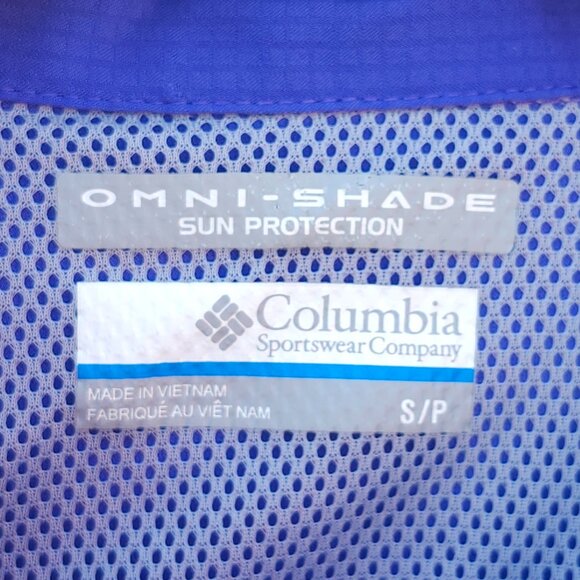 OMNI-SHADE
SUN PROTECTION
Columbia
Sportswear Company
MADE IN VIETNAM
FABRIQUÉ AU VIÊT NAM
S/P